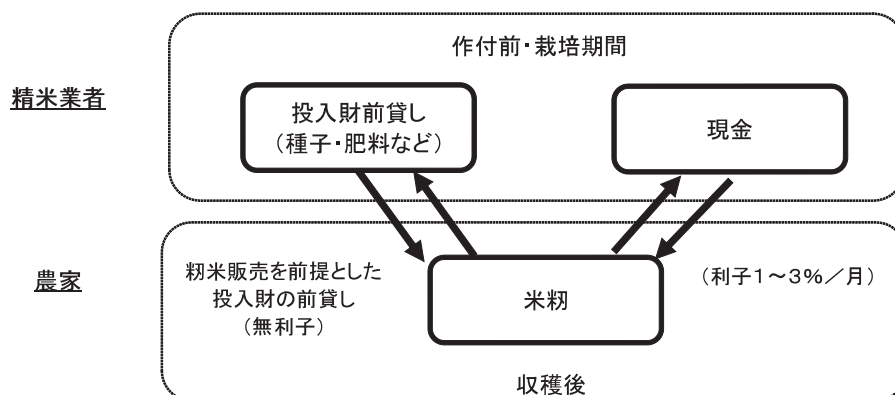 作付前・栽培期間
精米業者
投入財前貸し
(種子・肥料など)
現金
農家
籾米販売を前提とした
投入財の前貸し
(無利子)
米籾
(利子1~3%/月)
収穫後